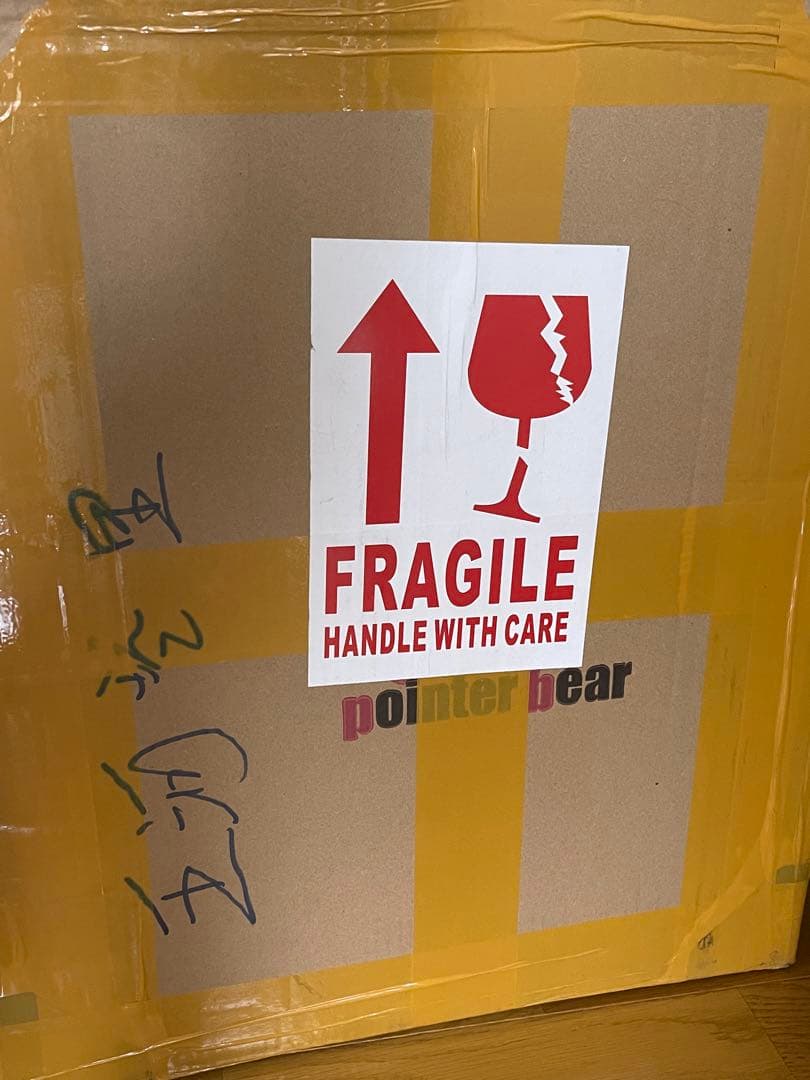 FRAGILE
HANDLE WITH CARE
pointer bear